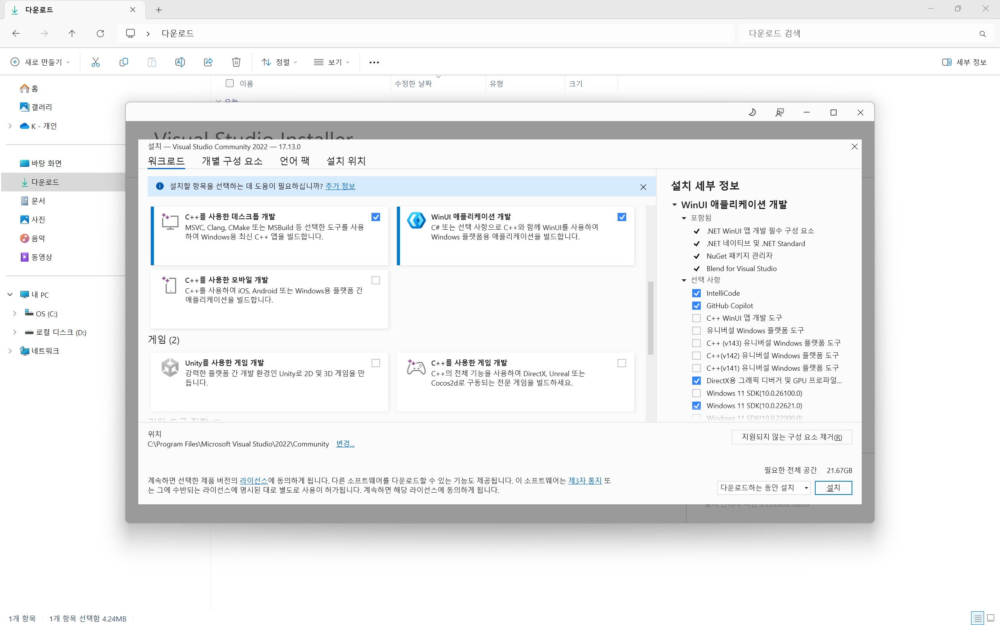 다운로드
다운로드
다운로드 검색
새로 만들기
정렬
보기
세부 정보
이름
수정한 날짜
유형
크기
오늘
홈
갤러리
K - 개인
바탕 화면
다운로드
문서
사진
음악
동영상
내 PC
OS (C:)
로컬 디스크 (D:)
네트워크
Visual Studio Installer
설치 — Visual Studio Community 2022 — 17.13.0
워크로드
개별 구성 요소
언어 팩
설치 위치
설치할 항목을 선택하는 데 도움이 필요하십니까? 추가 정보
C++를 사용한 데스크톱 개발
MSVC, Clang, CMake 또는 MSBuild 등 선택한 도구를 사용
하여 Windows용 최신 C++ 앱을 빌드합니다.
WinUI 애플리케이션 개발
C# 또는 선택 사항으로 C++와 함께 WinUI를 사용하여
Windows 플랫폼용 애플리케이션을 빌드합니다.
C++를 사용한 모바일 개발
C++를 사용하여 iOS, Android 또는 Windows용 플랫폼 간
애플리케이션을 빌드합니다.
게임 (2)
Unity를 사용한 게임 개발
강력한 플랫폼 간 개발 환경인 Unity로 2D 및 3D 게임을 만
듭니다.
C++를 사용한 게임 개발
C++의 전체 기능을 사용하여 DirectX, Unreal 또는
Cocos2d로 구동되는 전문 게임을 빌드하세요.
기타 도구 집합 (5)
설치 세부 정보
WinUI 애플리케이션 개발
포함됨
.NET WinUI 앱 개발 필수 구성 요소
.NET 네이티브 및 .NET Standard
NuGet 패키지 관리자
Blend for Visual Studio
선택 사항
IntelliCode
GitHub Copilot
C++ WinUI 앱 개발 도구
유니버설 Windows 플랫폼 도구
C++ (v143) 유니버설 Windows 플랫폼 도구
C++(v142) 유니버설 Windows 플랫폼 도구
C++(v141) 유니버설 Windows 플랫폼 도구
DirectX용 그래픽 디버거 및 GPU 프로파일...
Windows 11 SDK(10.0.26100.0)
Windows 11 SDK(10.0.22621.0)
Windows 11 SDK(10.0.22000.0)
위치
C:\Program Files\Microsoft Visual Studio\2022\Community 변경...
지원되지 않는 구성 요소 제거(R)
필요한 전체 공간 21.67GB
계속하면 선택한 제품 버전의 라이선스에 동의하게 됩니다. 다른 소프트웨어를 다운로드할 수 있는 기능도 제공됩니다. 이 소프트웨어는 제3자 통지 또
는 그에 수반되는 라이선스에 명시된 대로 별도로 사용이 허가됩니다. 계속하면 해당 라이선스에 동의하게 됩니다.
다운로드하는 동안 설치
설치
1개 항목
1개 항목 선택함 4.24MB